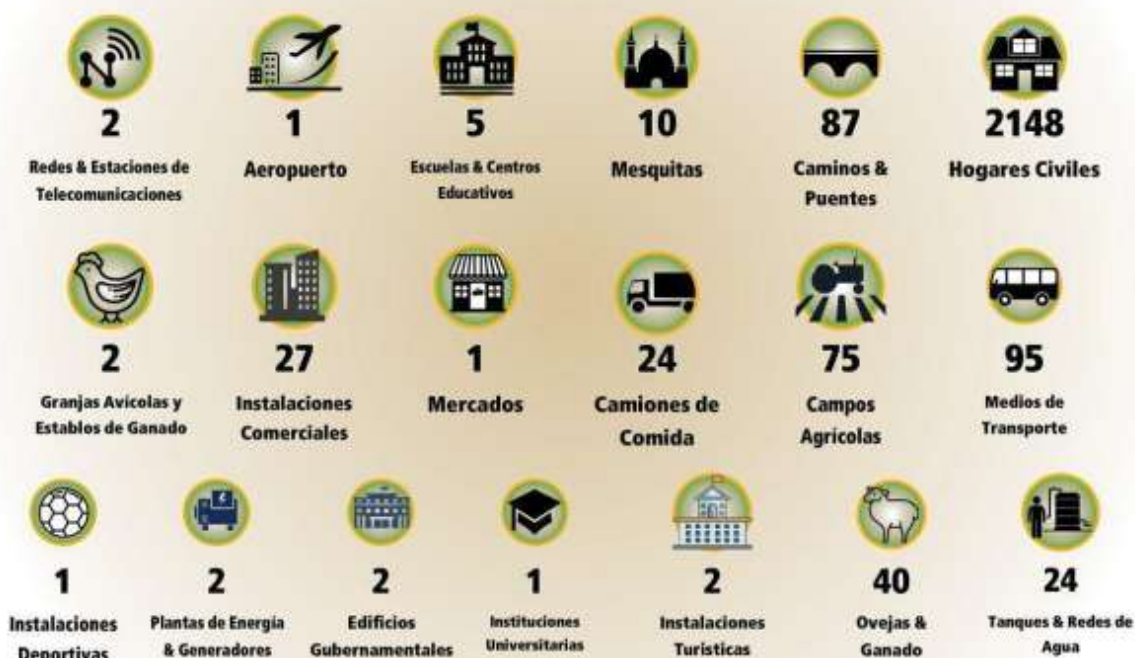 2
Redes & Estaciones de
Telecomunicaciones
1
Aeropuerto
5
Escuelas & Centros
Educativos
10
Mesquitas
87
Caminos &
Puentes
2148
Hogares Civiles
2
Granjas Avicolas y
Establos de Ganado
27
Instalaciones
Comerciales
1
Mercados
24
Camiones de
Comida
75
Campos
Agrícolas
95
Medios de
Transporte
1
Instalaciones
Deportivas
2
Plantas de Energía
& Generadores
2
Edificios
Gubernamentales
1
Instituciones
Universitarias
2
Instalaciones
Turisticas
40
Ovejas &
Ganado
24
Tanques & Redes de
Agua